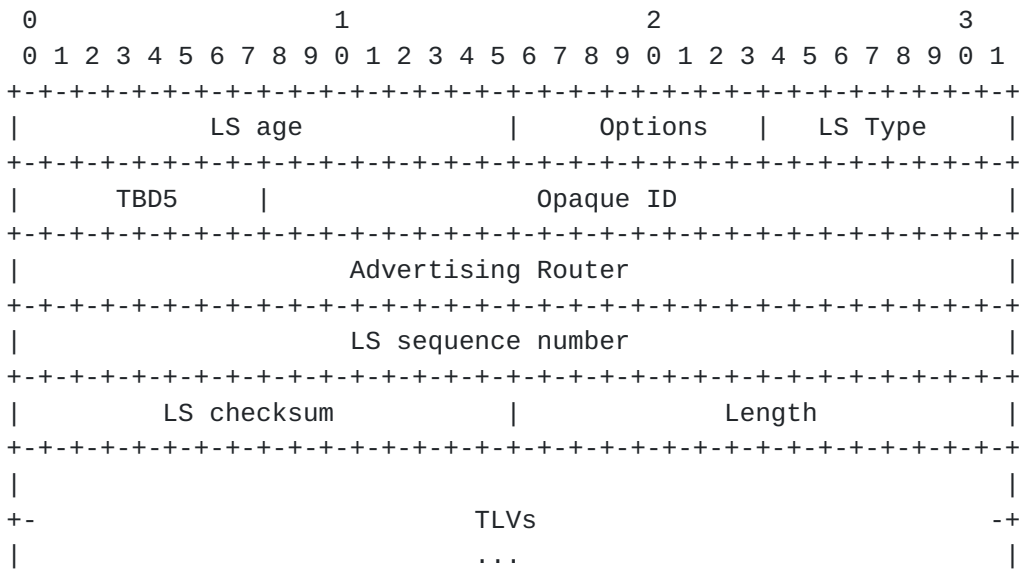 0                   1                   2                   3
 0 1 2 3 4 5 6 7 8 9 0 1 2 3 4 5 6 7 8 9 0 1 2 3 4 5 6 7 8 9 0 1
+-+-+-+-+-+-+-+-+-+-+-+-+-+-+-+-+-+-+-+-+-+-+-+-+-+-+-+-+-+-+-+-+
|            LS age             |     Options   |   LS Type     |
+-+-+-+-+-+-+-+-+-+-+-+-+-+-+-+-+-+-+-+-+-+-+-+-+-+-+-+-+-+-+-+-+
|      TBD5     |                 Opaque ID                     |
+-+-+-+-+-+-+-+-+-+-+-+-+-+-+-+-+-+-+-+-+-+-+-+-+-+-+-+-+-+-+-+-+
|                     Advertising Router                        |
+-+-+-+-+-+-+-+-+-+-+-+-+-+-+-+-+-+-+-+-+-+-+-+-+-+-+-+-+-+-+-+-+
|                     LS sequence number                        |
+-+-+-+-+-+-+-+-+-+-+-+-+-+-+-+-+-+-+-+-+-+-+-+-+-+-+-+-+-+-+-+-+
|         LS checksum           |             Length            |
+-+-+-+-+-+-+-+-+-+-+-+-+-+-+-+-+-+-+-+-+-+-+-+-+-+-+-+-+-+-+-+-+
|                                                               |
+-                            TLVs                             -+
|                             ...                               |